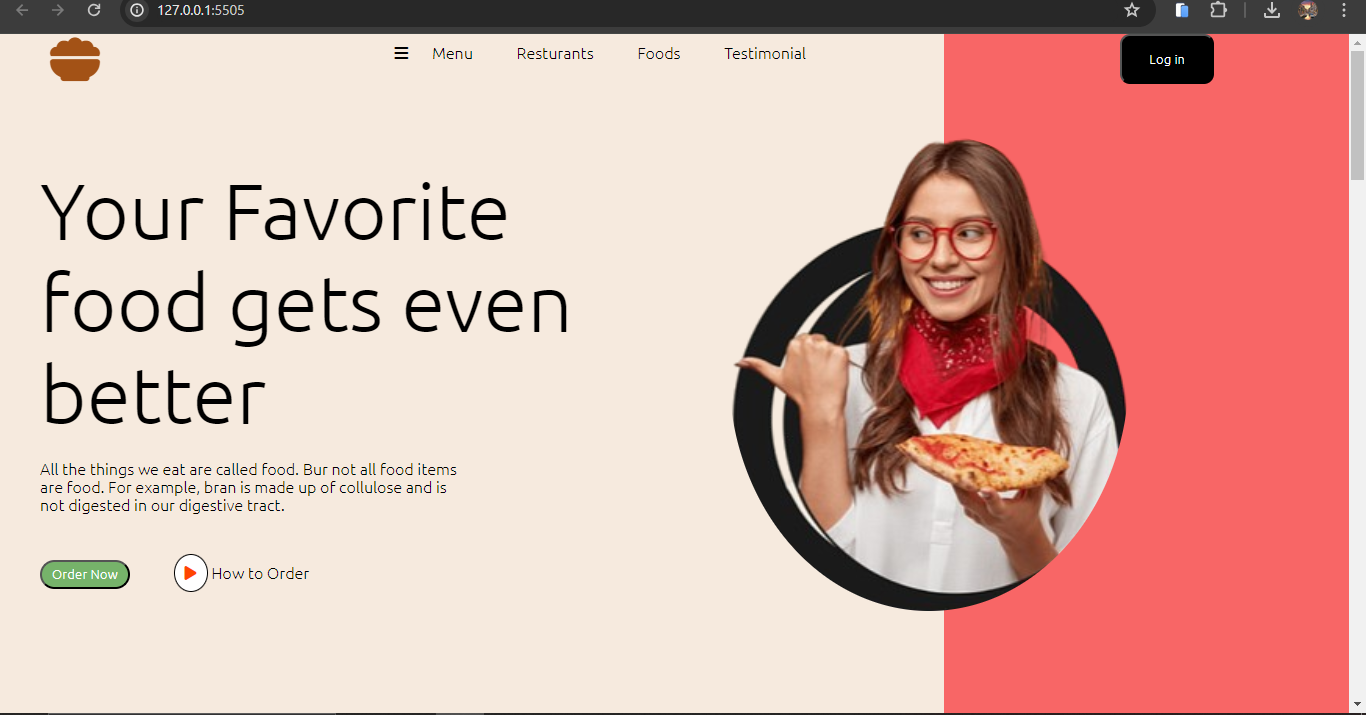 127.0.0.1:5505
Menu Resturants Foods Testimonial Log in
Your Favorite
food gets even
better
All the things we eat are called food. Bur not all food items
are food. For example, bran is made up of collulose and is
not digested in our digestive tract.
Order Now How to Order